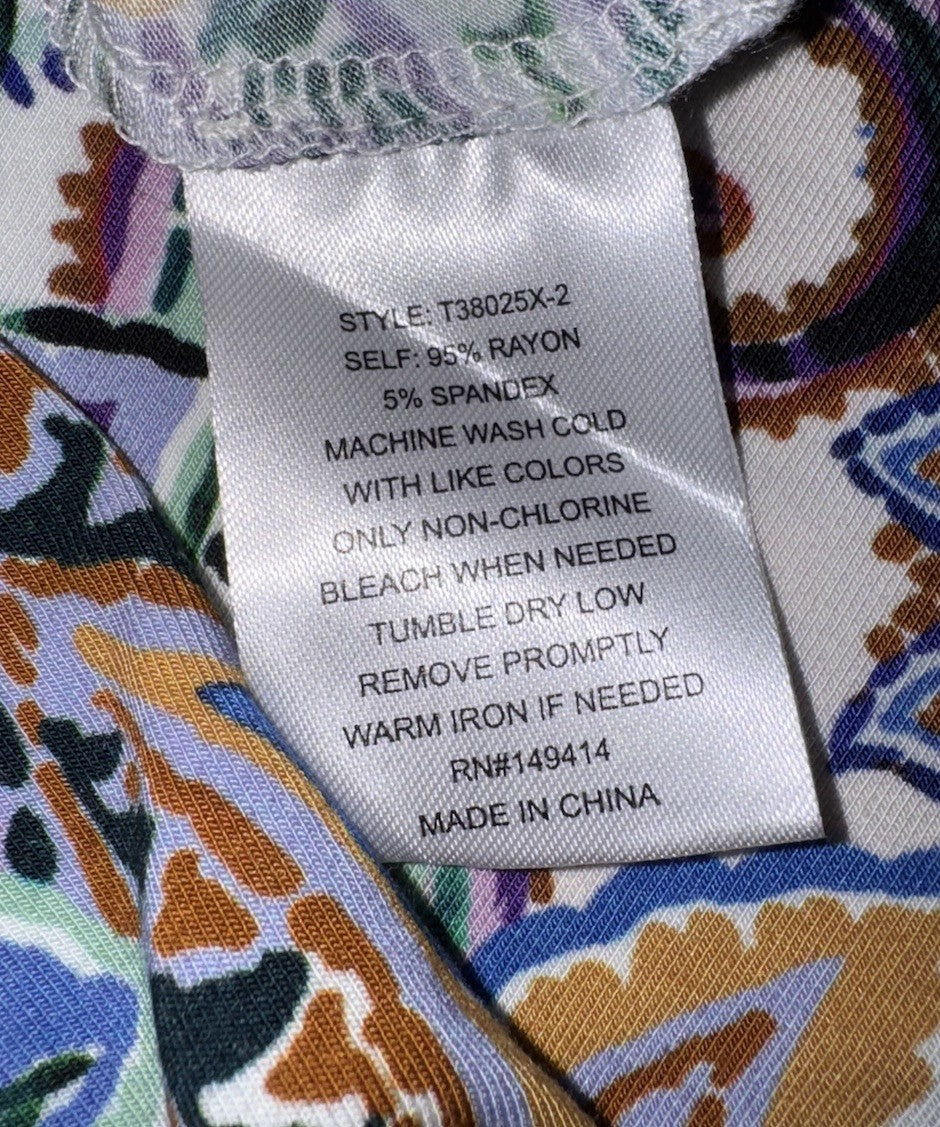 STYLE: T38025X-2
SELF: 95% RAYON
5% SPANDEX
MACHINE WASH COLD
WITH LIKE COLORS
ONLY NON-CHLORINE
BLEACH WHEN NEEDED
TUMBLE DRY LOW
REMOVE PROMPTLY
WARM IRON IF NEEDED
RN#149414
MADE IN CHINA